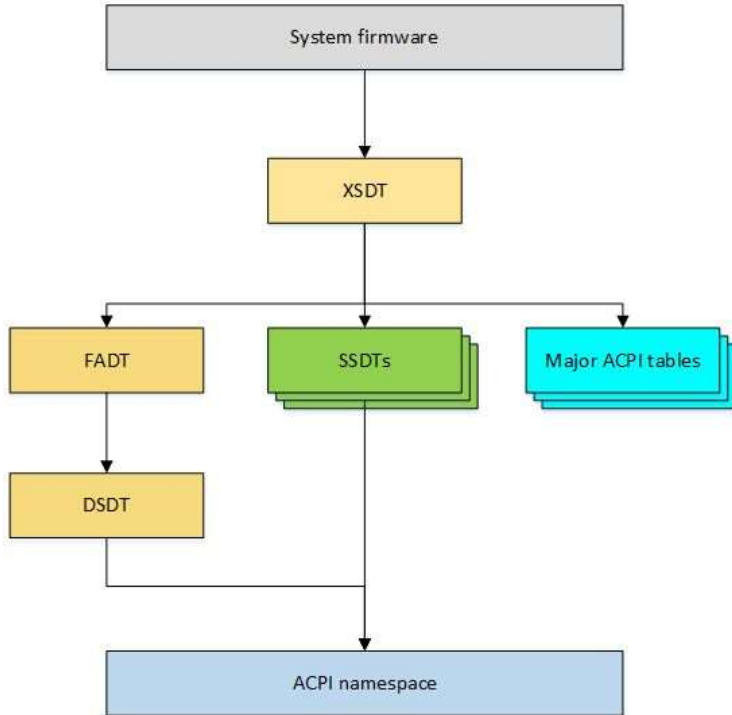 System firmware
XSDT
FADT
SSDTs
Major ACPI tables
DSDT
ACPI namespace